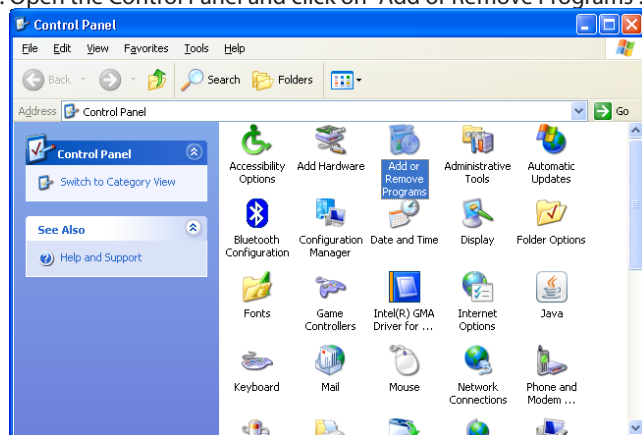 . Open the Control Panel and click on "Add or Remove Programs".
Control Panel
File Edit View Favorites Tools Help
Back Search Folders
Address Control Panel Go
Control Panel
Switch to Category View
See Also
Help and Support
Accessibility Options
Add Hardware
Add or Remove Programs
Administrative Tools
Automatic Updates
Bluetooth Configuration
Configuration Manager
Date and Time
Display
Folder Options
Fonts
Game Controllers
Intel(R) GMA Driver for ...
Internet Options
Java
Keyboard
Mail
Mouse
Network Connections
Phone and Modem ...